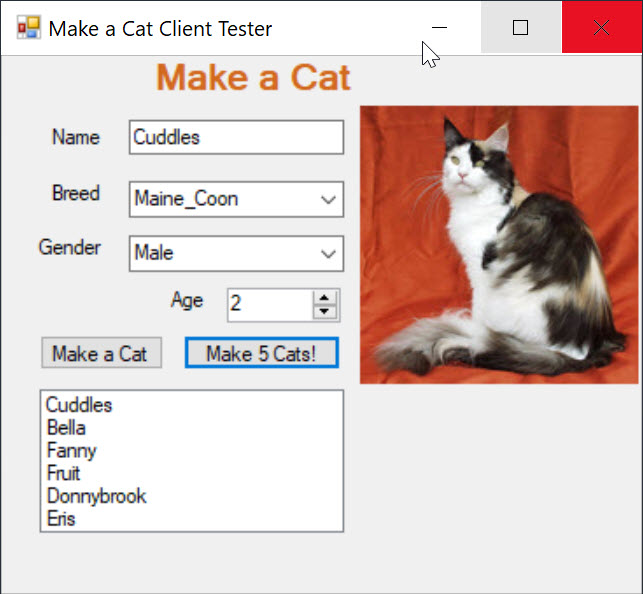 Make a Cat Client Tester
Make a Cat
Name Cuddles
Breed Maine_Coon
Gender Male
Age 2
Make a Cat Make 5 Cats!
Cuddles
Bella
Fanny
Fruit
Donnybrook
Eris